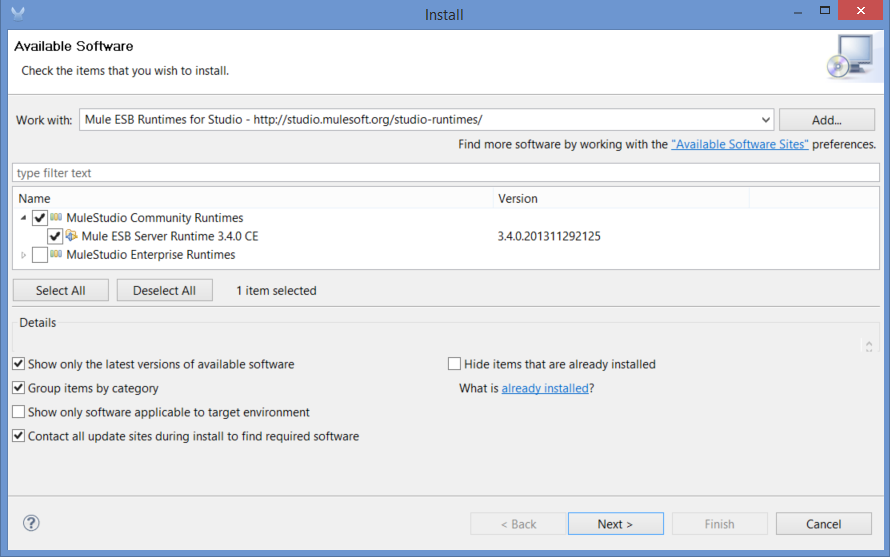 Install
Available Software
Check the items that you wish to install.
Work with: Mule ESB Runtimes for Studio - http://studio.mulesoft.org/studio-runtimes/ Add...
Find more software by working with the "Available Software Sites" preferences.
type filter text
Name Version
MuleStudio Community Runtimes
Mule ESB Server Runtime 3.4.0 CE 3.4.0.201311292125
MuleStudio Enterprise Runtimes
Select All Deselect All 1 item selected
Details
Show only the latest versions of available software Hide items that are already installed
Group items by category What is already installed?
Show only software applicable to target environment
Contact all update sites during install to find required software
? < Back Next > Finish Cancel